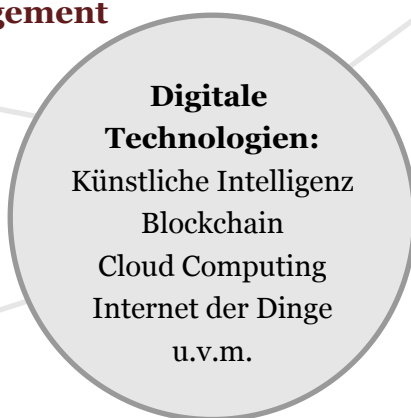 gement
Digitale
Technologien:
Künstliche Intelligenz
Blockchain
Cloud Computing
Internet der Dinge
u.v.m.